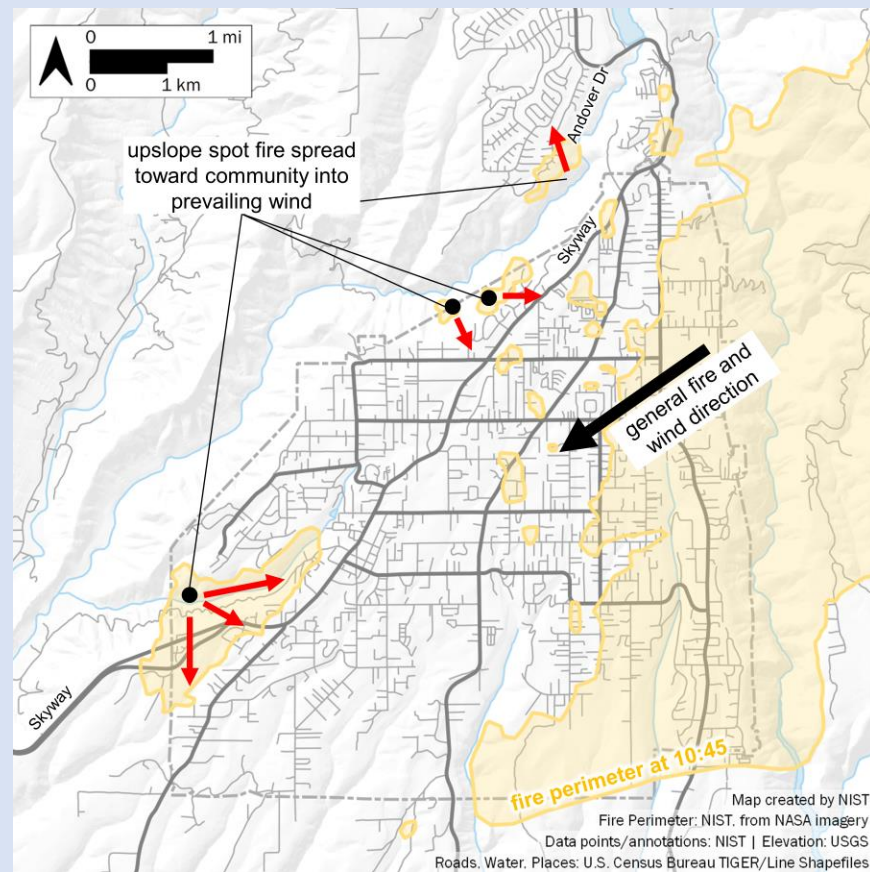 0 1 mi
0 1 km
Andover Dr
upslope spot fire spread
toward community into
prevailing wind
Skyway
general fire and
wind direction
Skyway
fire perimeter at 10:45
Map created by NIST
Fire Perimeter: NIST, from NASA imagery
Data points/annotations: NIST | Elevation: USGS
Roads, Water, Places: U.S. Census Bureau TIGER/Line Shapefiles